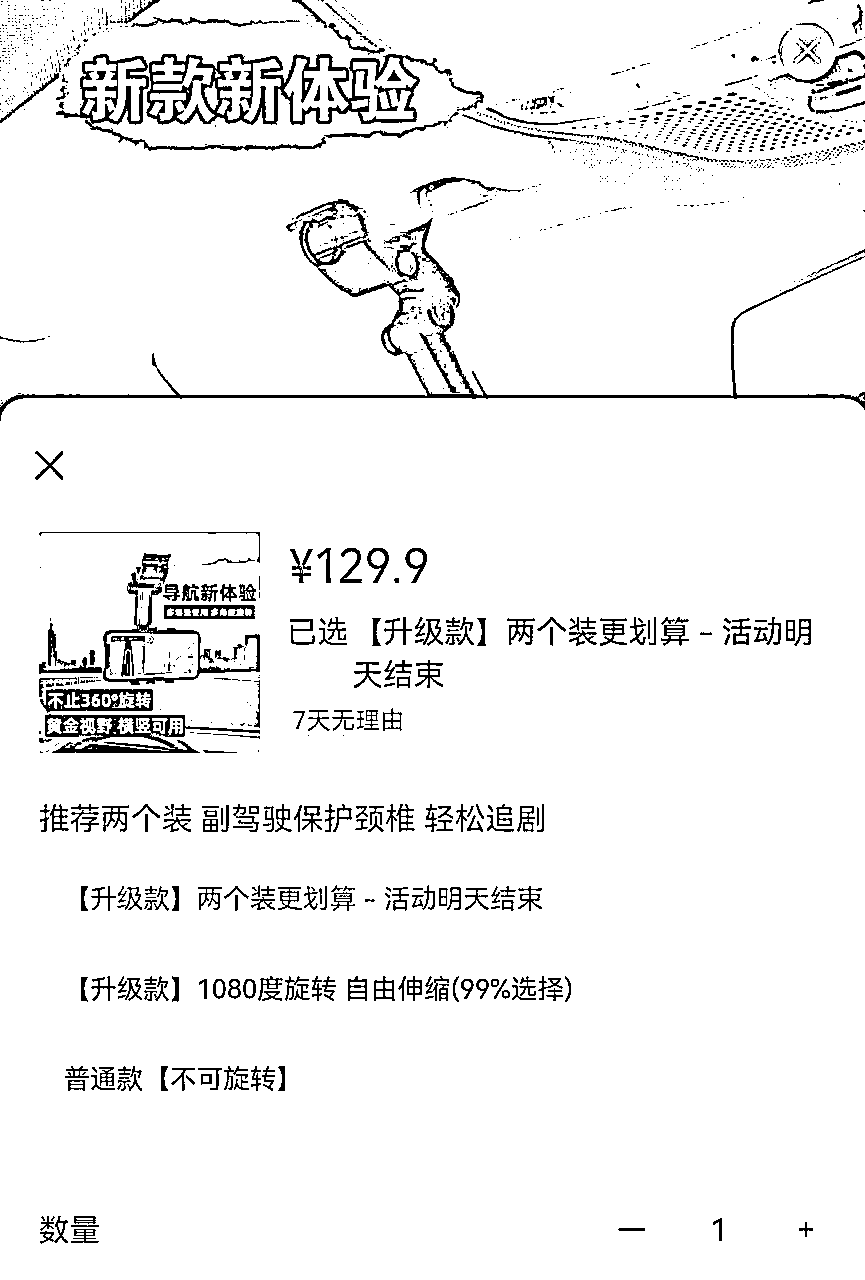 新款新体验
¥129.9
导航新体验
不止360°旋转
黄金视野 横竖可用
已选 【升级款】两个装更划算 - 活动明
天结束
7天无理由
推荐两个装 副驾驶保护颈椎 轻松追剧
【升级款】两个装更划算 - 活动明天结束
【升级款】1080度旋转 自由伸缩(99%选择)
普通款【不可旋转】
数量
1